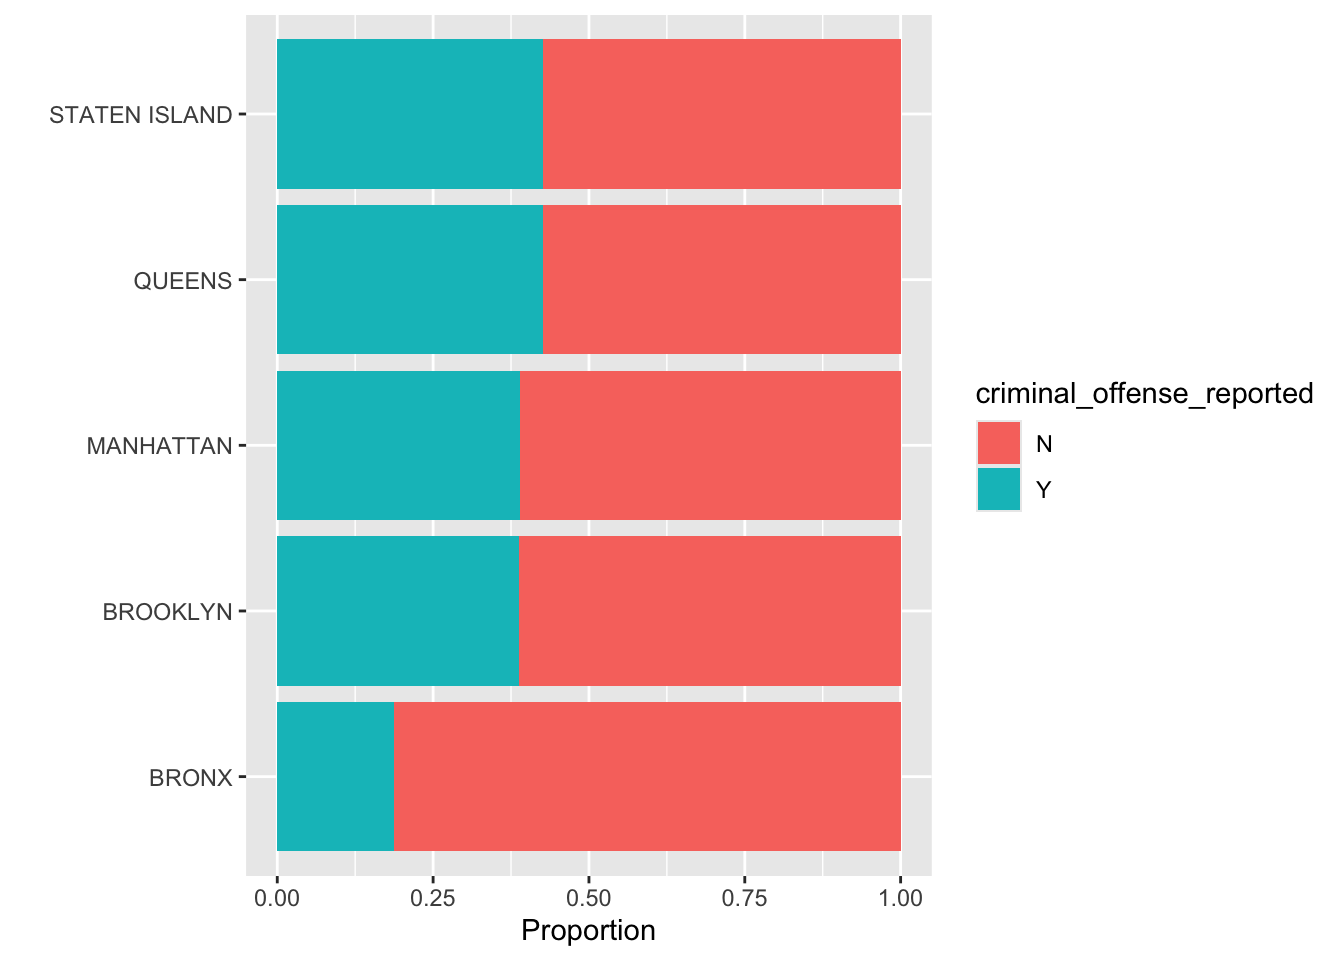 STATEN ISLAND
QUEENS
MANHATTAN
BROOKLYN
BRONX
0.00 0.25 0.50 0.75 1.00
Proportion
criminal_offense_reported
N
Y